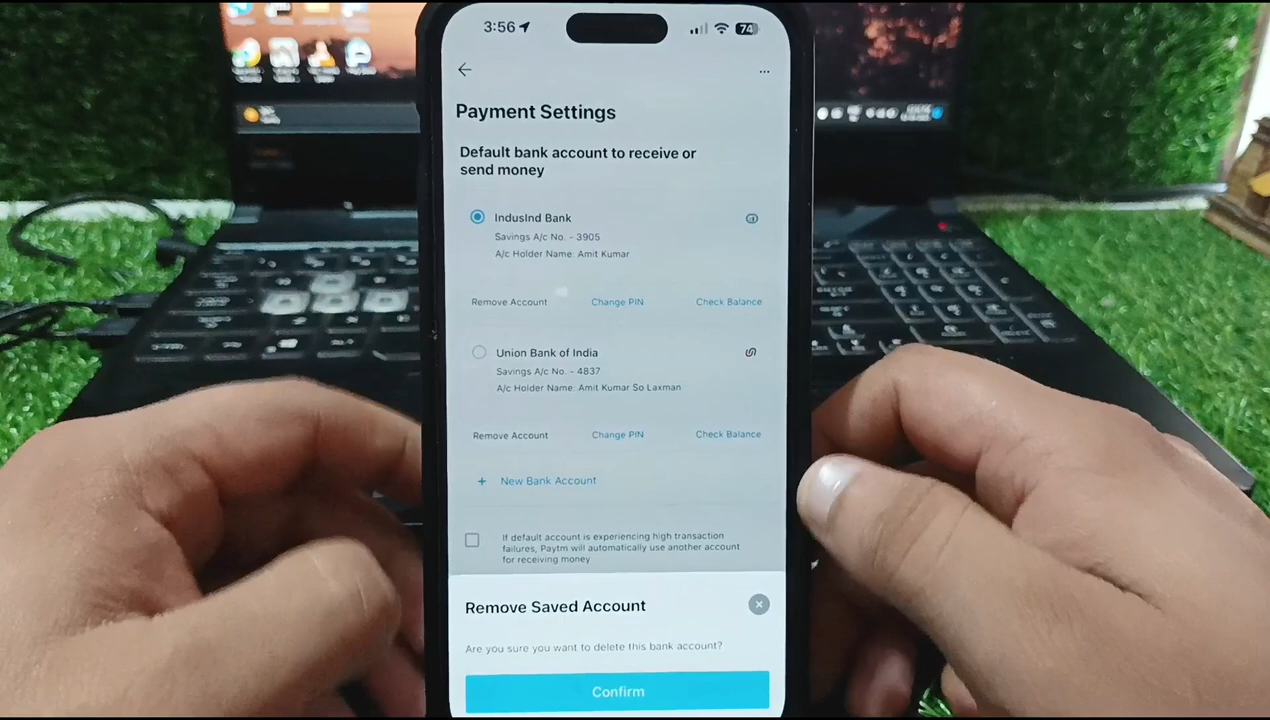 3:56
74
...
Payment Settings
Default bank account to receive or
send money
IndusInd Bank
Savings A/c No. - 3905
A/c Holder Name: Amit Kumar
Remove Account Change PIN Check Balance
Union Bank of India
Savings A/c No. - 4837
A/c Holder Name: Amit Kumar So Laxman
Remove Account Change PIN Check Balance
+ New Bank Account
If default account is experiencing high transaction
failures, Paytm will automatically use another account
for receiving money
Remove Saved Account
Are you sure you want to delete this bank account?
Confirm